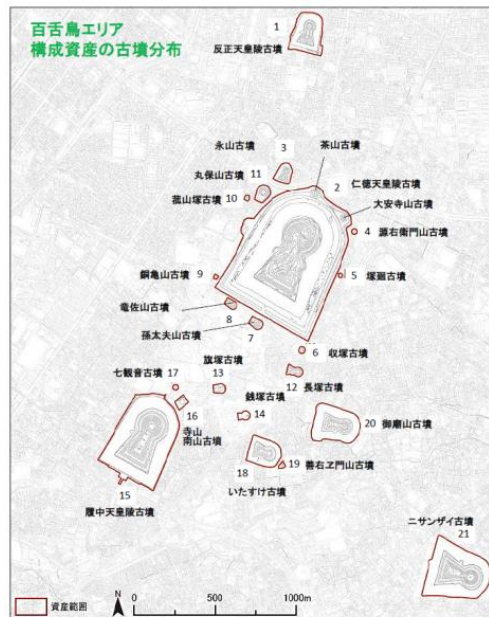 百舌鳥エリア
構成資産の古墳分布
1
反正天皇陵古墳
永山古墳
3
茶山古墳
丸保山古墳
11
2
仁徳天皇陵古墳
菰山塚古墳
10
大安寺山古墳
4
源右衛門山古墳
銅亀山古墳
9
5
塚廻古墳
竜佐山古墳
8
孫太夫山古墳
7
旗塚古墳
6
収塚古墳
七観音古墳
17
13
12
長塚古墳
銭塚古墳
16
14
寺山
南山古墳
20
御廟山古墳
18
19
善右ヱ門山古墳
15
いたすけ古墳
履中天皇陵古墳
ニサンザイ古墳
21
資産範囲
N
0
500
1000m